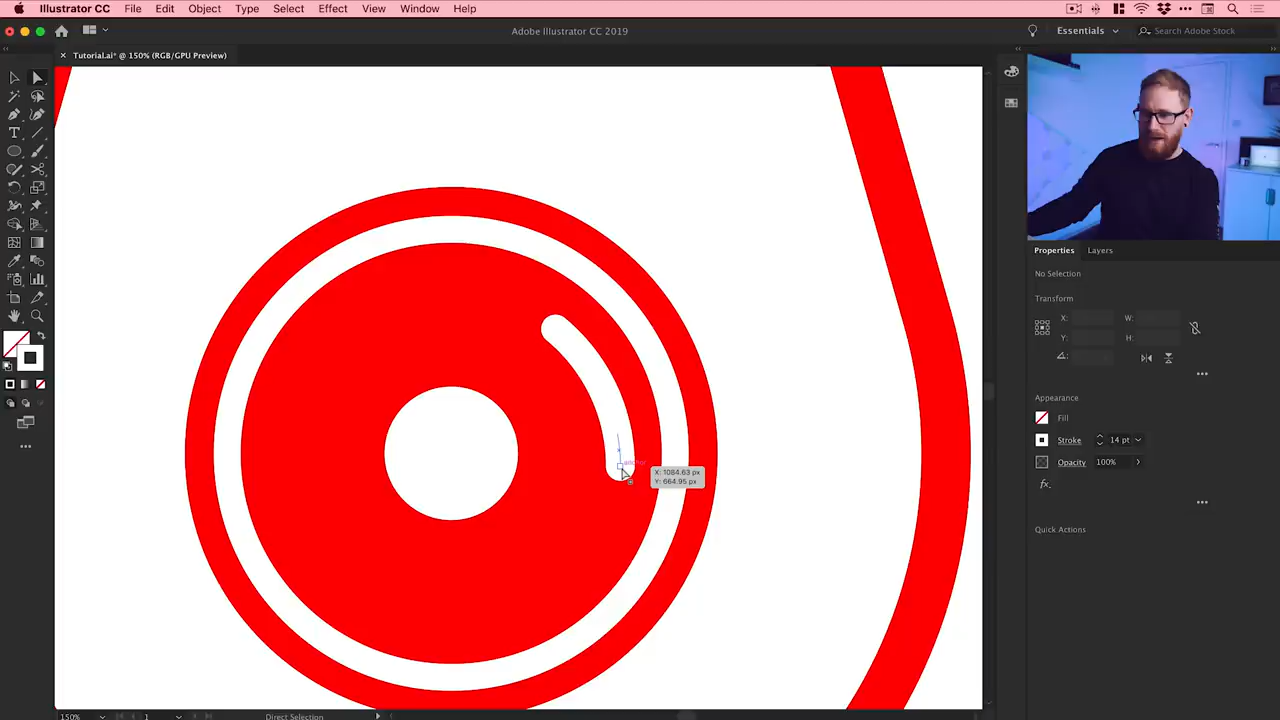 Illustrator CC File Edit Object Type Select Effect View Window Help
Adobe Illustrator CC 2019
Essentials
Search Adobe Stock
Tutorial.ai* @ 150% (RGB/GPU Preview)
Properties Layers
No Selection
Transform
X: W:
Y: H:
Appearance
Fill
Stroke 14 pt
Opacity 100%
fx.
Quick Actions
anchor
X: 1084.63 px
Y: 664.95 px
150% 1 Direct Selection